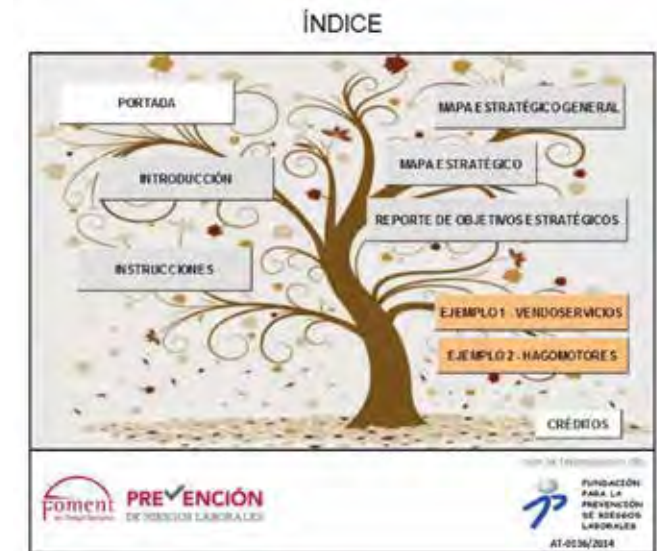 ÍNDICE
PORTADA
INTRODUCCIÓN
INSTRUCCIONES
MAPA ESTRATÉGICO GENERAL
MAPA ESTRATÉGICO
REPORTE DE OBJETIVOS ESTRATÉGICOS
EJEMPLO 1 - VENDOSERVICIOS
EJEMPLO 2 - HAGOMOTORES
CRÉDITOS
Foment
PREVENCIÓN
DE RIESGOS LABORALES
FUNDACIÓN
PARA LA
PREVENCIÓN
DE RIESGOS
LABORALES
AT-0136/2014